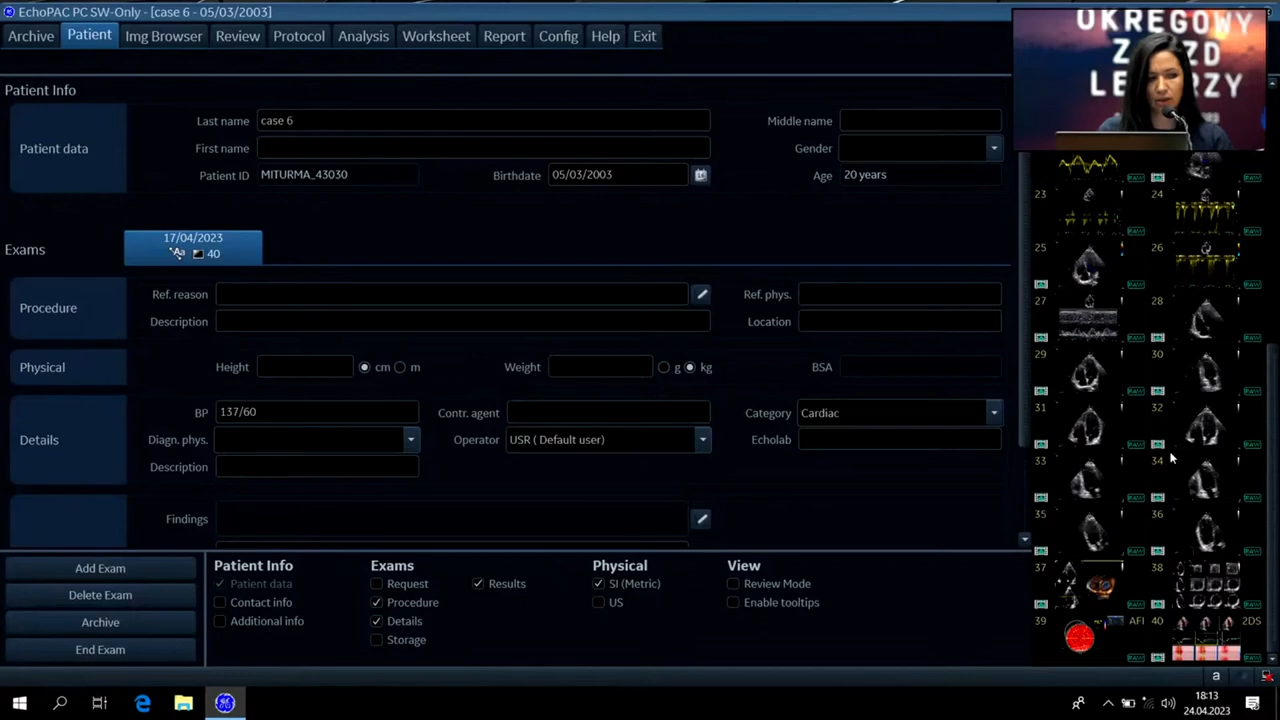 EchoPAC PC SW-Only - [case 6 - 05/03/2003]
Archive Patient Img Browser Review Protocol Analysis Worksheet Report Config Help Exit
OKRĘGOWY
ZJAZD
LEKARZY
Patient Info
Patient data
Last name case 6 Middle name
First name Gender
Patient ID MITURMA_43030 Birthdate 05/03/2003 Age 20 years
Exams
17/04/2023
Aa 40
Procedure
Ref. reason Ref. phys.
Description Location
Physical Height cm m Weight g kg BSA
Details
BP 137/60 Contr. agent Category Cardiac
Diagn. phys. Operator USR ( Default user) Echolab
Description
Findings
23 24
25 26
27 28
29 30
31 32
33 34
35 36
37 38
39 AFI 40 2DS
Add Exam
Delete Exam
Archive
End Exam
Patient Info
Patient data
Contact info
Additional info
Exams
Request Results
Procedure
Details
Storage
Physical
SI (Metric)
US
View
Review Mode
Enable tooltips
a
18:13
24.04.2023